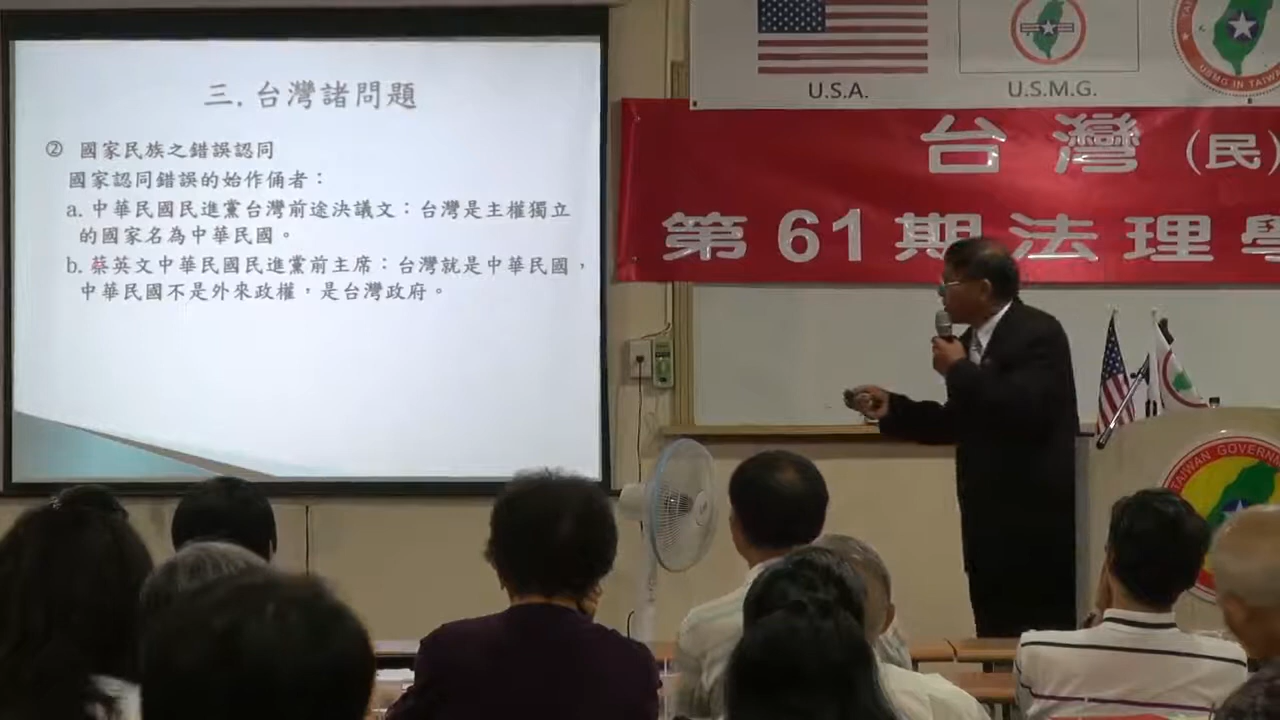 三. 台灣諸問題
② 國家民族之錯誤認同
國家認同錯誤的始作俑者：
a. 中華民國民進黨台灣前途決議文：台灣是主權獨立
的國家名為中華民國。
b. 蔡英文中華民國民進黨前主席：台灣就是中華民國，
中華民國不是外來政權，是台灣政府。
U.S.A.
U.S.M.G.
USMG IN TAIWAN
台灣（民）
第61期法理學
TAIWAN GOVERN